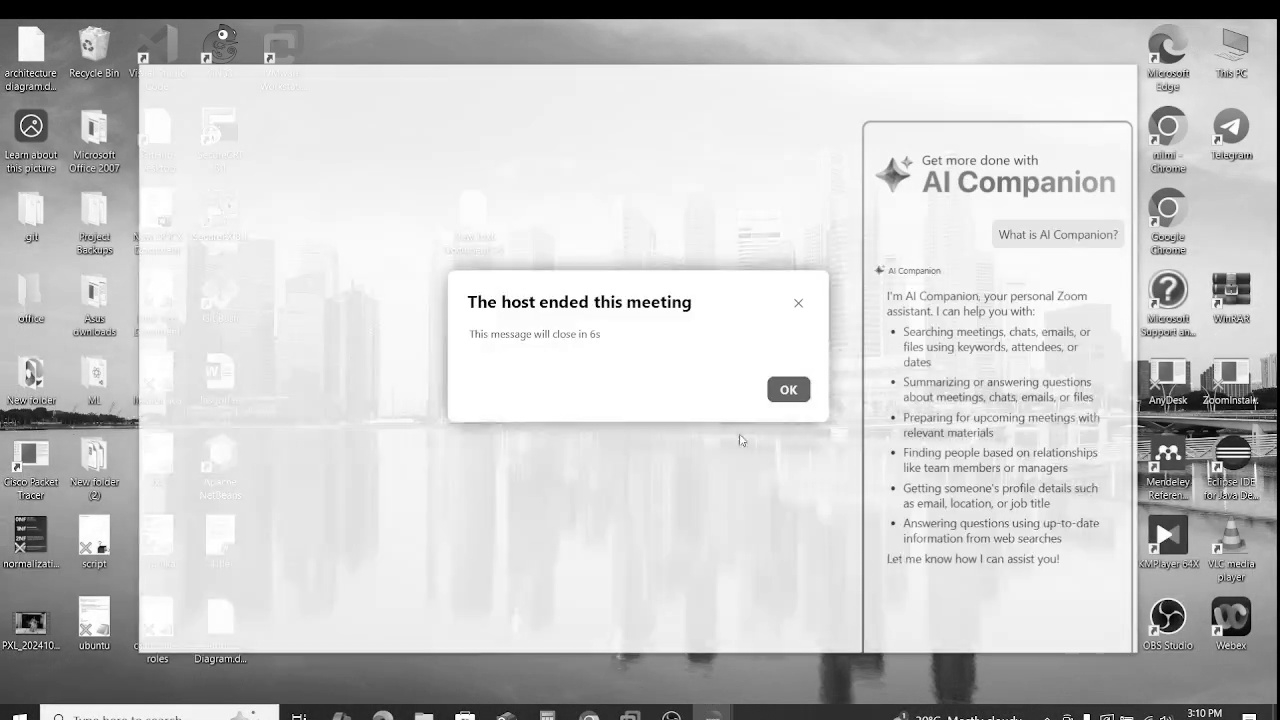 architecture
diagram.d...
Recycle Bin
Microsoft
Edge
This PC
Learn about
this picture
Microsoft
Office 2007
Chrome
Telegram
.git
Project
Backups
Google
Chrome
office
Asus
downloads
Microsoft
Support an...
WinRAR
New folder
ML
AnyDesk
ZoomInstalle...
Cisco Packet
Tracer
New folder
(2)
Apache
NetBeans
Mendeley
Referen...
Eclipse IDE
for Java De...
normalizati...
script
KMPlayer 64X
VLC media
player
PXL_202410...
ubuntu
roles
Diagram.d...
OBS Studio
Webex
Get more done with
AI Companion
What is AI Companion?
AI Companion
I'm AI Companion, your personal Zoom
assistant. I can help you with:
• Searching meetings, chats, emails, or
files using keywords, attendees, or
dates
• Summarizing or answering questions
about meetings, chats, emails, or files
• Preparing for upcoming meetings with
relevant materials
• Finding people based on relationships
like team members or managers
• Getting someone's profile details such
as email, location, or job title
• Answering questions using up-to-date
information from web searches
Let me know how I can assist you!
The host ended this meeting
This message will close in 6s
OK
Type here to search
Mostly cloudy
3:10 PM